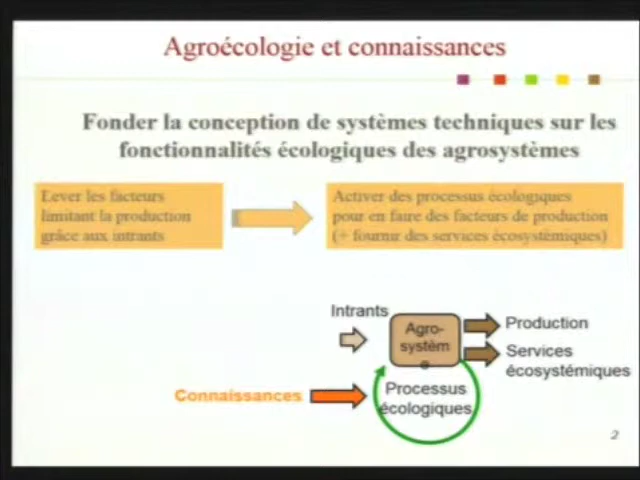 Agroécologie et connaissances
Fonder la conception de systèmes techniques sur les
fonctionnalités écologiques des agrosystèmes
Lever les facteurs
limitant la production
grâce aux intrants
Activer des processus écologiques
pour en faire des facteurs de production
(+ fournir des services écosystémiques)
Intrants
Agro-
systèm
e
Production
Services
écosystémiques
Connaissances
Processus
écologiques
2